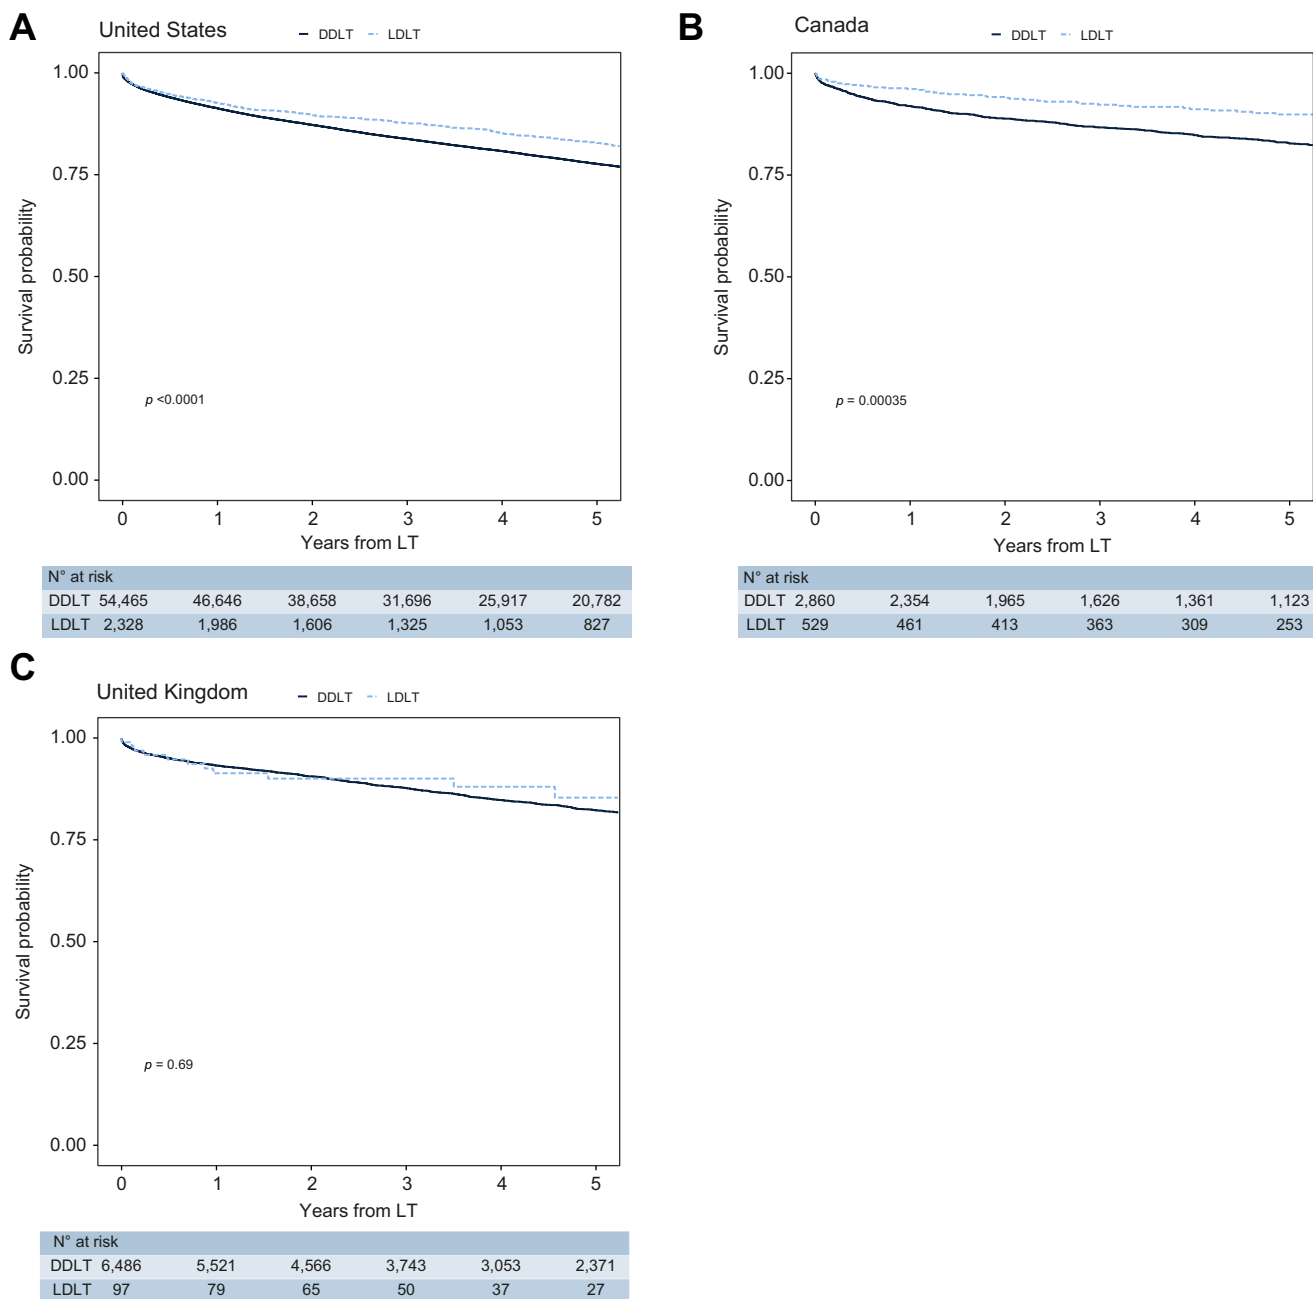 A
United States
DDLT LDLT
1.00
0.75
0.50
0.25
0.00
Survival probability
p <0.0001
0 1 2 3 4 5
Years from LT
N° at risk
DDLT 54,465 46,646 38,658 31,696 25,917 20,782
LDLT 2,328 1,986 1,606 1,325 1,053 827
B
Canada
DDLT LDLT
1.00
0.75
0.50
0.25
0.00
Survival probability
p = 0.00035
0 1 2 3 4 5
Years from LT
N° at risk
DDLT 2,860 2,354 1,965 1,626 1,361 1,123
LDLT 529 461 413 363 309 253
C
United Kingdom
DDLT LDLT
1.00
0.75
0.50
0.25
0.00
Survival probability
p = 0.69
0 1 2 3 4 5
Years from LT
N° at risk
DDLT 6,486 5,521 4,566 3,743 3,053 2,371
LDLT 97 79 65 50 37 27